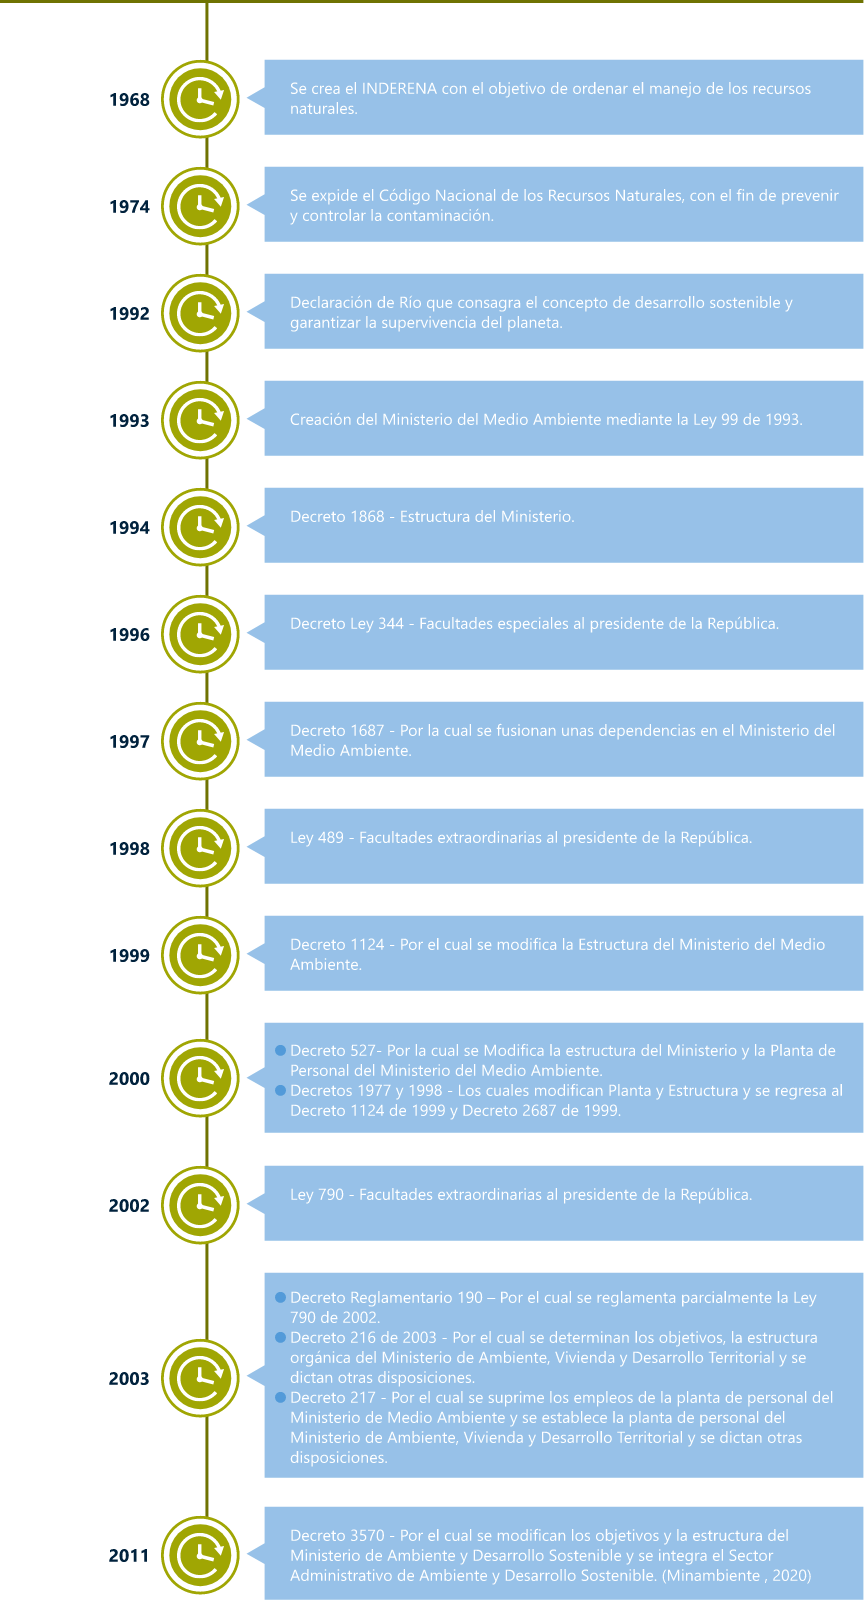 1968
Se crea el INDERENA con el objetivo de ordenar el manejo de los recursos
naturales.
1974
Se expide el Código Nacional de los Recursos Naturales, con el fin de prevenir
y controlar la contaminación.
1992
Declaración de Río que consagra el concepto de desarrollo sostenible y
garantizar la supervivencia del planeta.
1993
Creación del Ministerio del Medio Ambiente mediante la Ley 99 de 1993.
1994
Decreto 1868 - Estructura del Ministerio.
1996
Decreto Ley 344 - Facultades especiales al presidente de la República.
1997
Decreto 1687 - Por la cual se fusionan unas dependencias en el Ministerio del
Medio Ambiente.
1998
Ley 489 - Facultades extraordinarias al presidente de la República.
1999
Decreto 1124 - Por el cual se modifica la Estructura del Ministerio del Medio
Ambiente.
2000
Decreto 527- Por la cual se Modifica la estructura del Ministerio y la Planta de
Personal del Ministerio del Medio Ambiente.
Decretos 1977 y 1998 - Los cuales modifican Planta y Estructura y se regresa al
Decreto 1124 de 1999 y Decreto 2687 de 1999.
2002
Ley 790 - Facultades extraordinarias al presidente de la República.
2003
Decreto Reglamentario 190 – Por el cual se reglamenta parcialmente la Ley
790 de 2002.
Decreto 216 de 2003 - Por el cual se determinan los objetivos, la estructura
orgánica del Ministerio de Ambiente, Vivienda y Desarrollo Territorial y se
dictan otras disposiciones.
Decreto 217 - Por el cual se suprime los empleos de la planta de personal del
Ministerio de Medio Ambiente y se establece la planta de personal del
Ministerio de Ambiente, Vivienda y Desarrollo Territorial y se dictan otras
disposiciones.
2011
Decreto 3570 - Por el cual se modifican los objetivos y la estructura del
Ministerio de Ambiente y Desarrollo Sostenible y se integra el Sector
Administrativo de Ambiente y Desarrollo Sostenible. (Minambiente , 2020)